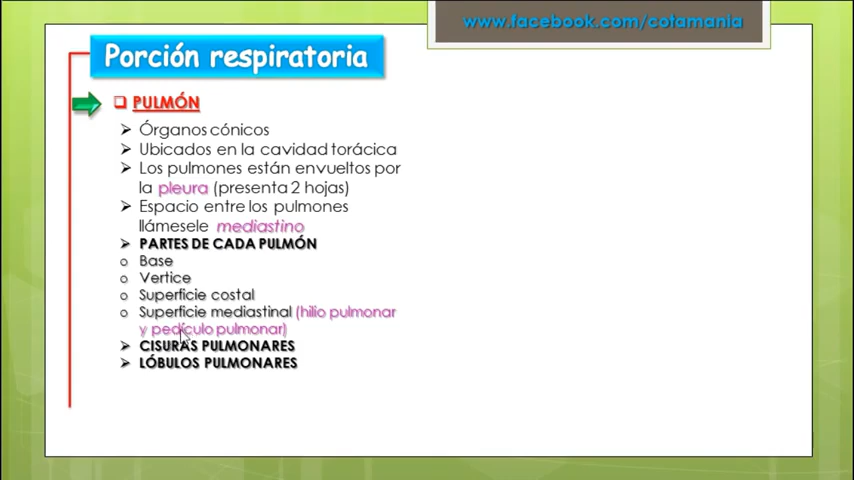 www.facebook.com/cotamania
Porción respiratoria
PULMÓN
Órganos cónicos
Ubicados en la cavidad torácica
Los pulmones están envueltos por
la pleura (presenta 2 hojas)
Espacio entre los pulmones
llámesele mediastino
PARTES DE CADA PULMÓN
Base
Vertice
Superficie costal
Superficie mediastinal (hilio pulmonar
y pedículo pulmonar)
CISURAS PULMONARES
LÓBULOS PULMONARES